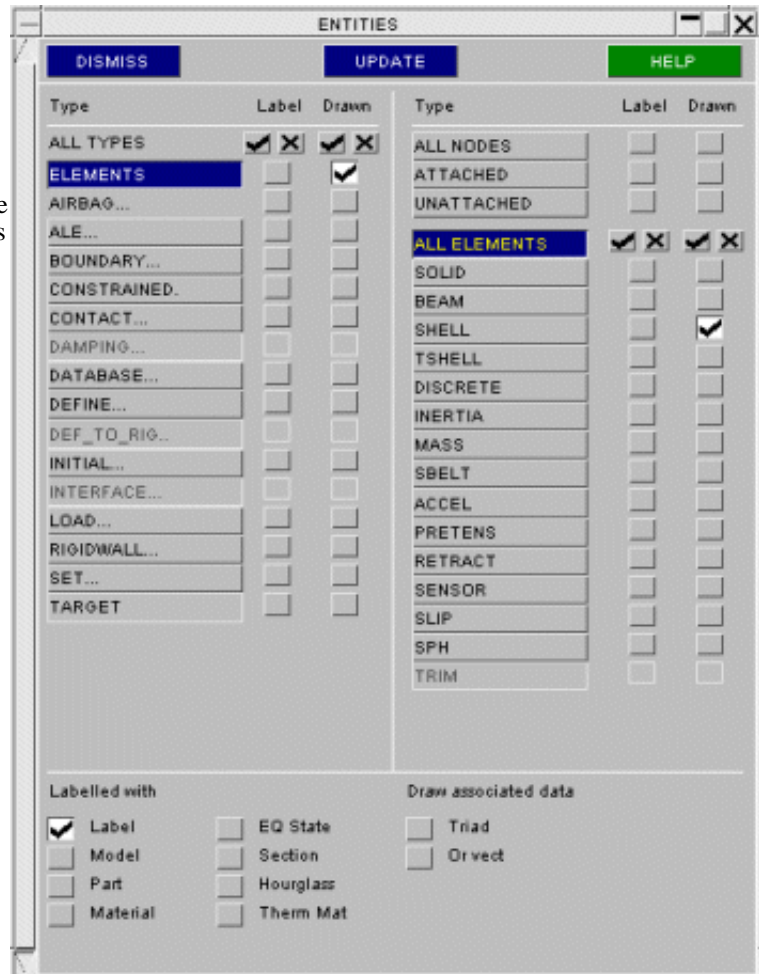 ENTITIES
DISMISS UPDATE HELP
Type Label Drawn
ALL TYPES
ELEMENTS
AIRBAG...
ALE...
BOUNDARY...
CONSTRAINED.
CONTACT...
DAMPING...
DATABASE...
DEFINE...
DEF_TO_RIG..
INITIAL...
INTERFACE...
LOAD...
RIGIDWALL...
SET...
TARGET
Type Label Drawn
ALL NODES
ATTACHED
UNATTACHED
ALL ELEMENTS
SOLID
BEAM
SHELL
TSHELL
DISCRETE
INERTIA
MASS
SBELT
ACCEL
PRETENS
RETRACT
SENSOR
SLIP
SPH
TRIM
Labelled with
Label EQ State
Model Section
Part Hourglass
Material Therm Mat
Draw associated data
Triad
Or vect